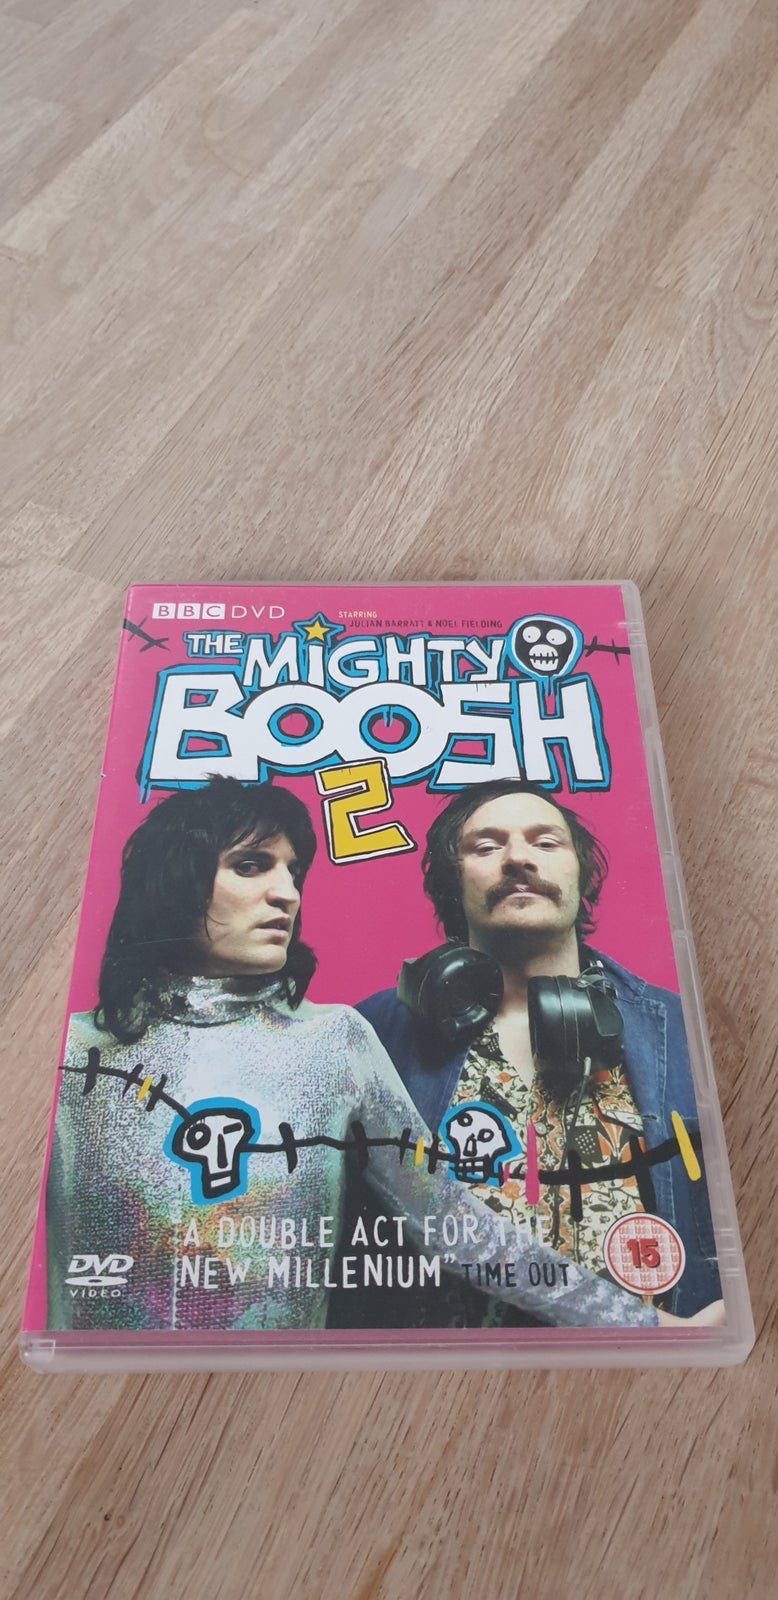 BBC DVD
STARRING
JULIAN BARRATT & NOEL FIELDING
THE MIGHTY
BOOSH
2
A DOUBLE ACT FOR THE
NEW MILLENIUM" TIME OUT
15
DVD
VIDEO